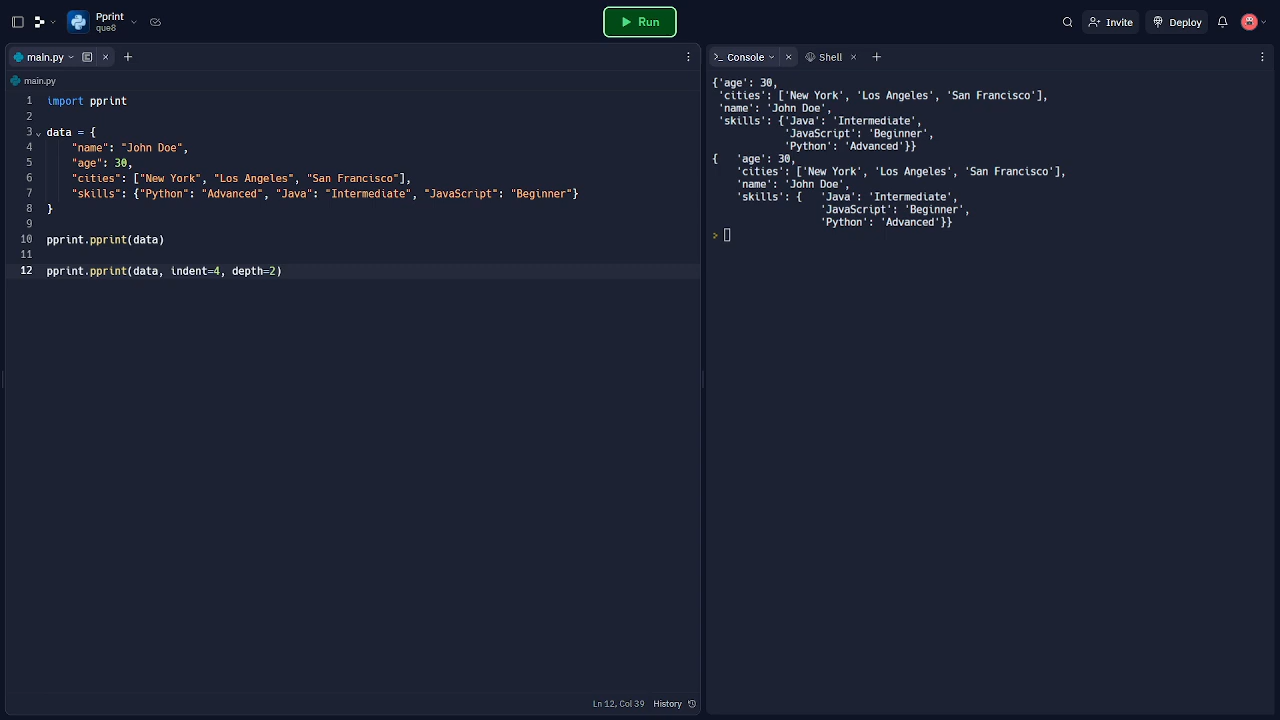 Pprint
que8
Run
Invite
Deploy
main.py
Console
Shell
main.py
1 import pprint
2
3 data = {
4     "name": "John Doe",
5     "age": 30,
6     "cities": ["New York", "Los Angeles", "San Francisco"],
7     "skills": {"Python": "Advanced", "Java": "Intermediate", "JavaScript": "Beginner"}
8 }
9
10 pprint.pprint(data)
11
12 pprint.pprint(data, indent=4, depth=2)
{'age': 30,
 'cities': ['New York', 'Los Angeles', 'San Francisco'],
 'name': 'John Doe',
 'skills': {'Java': 'Intermediate',
            'JavaScript': 'Beginner',
            'Python': 'Advanced'}}
{   'age': 30,
    'cities': ['New York', 'Los Angeles', 'San Francisco'],
    'name': 'John Doe',
    'skills': {   'Java': 'Intermediate',
                  'JavaScript': 'Beginner',
                  'Python': 'Advanced'}}
>
Ln 12, Col 39 History